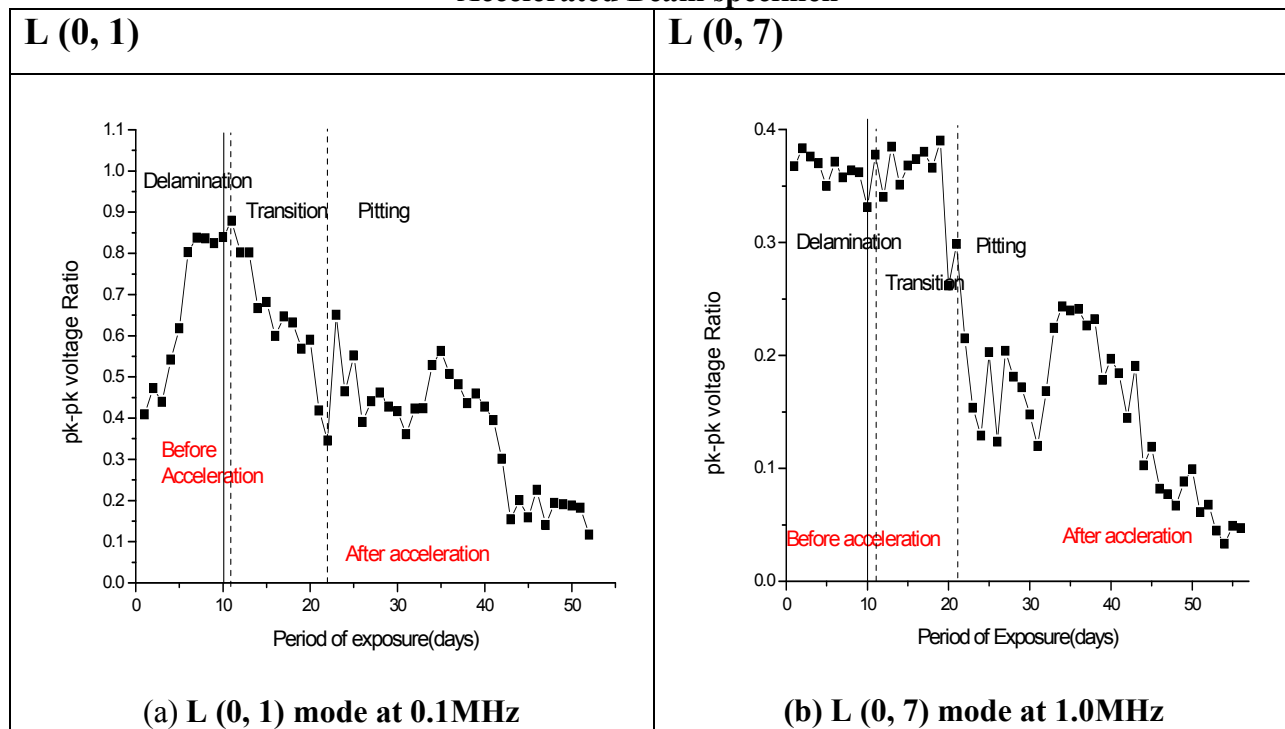 Accelerated Beam specimen
L (0, 1)
L (0, 7)
1.1
1.0
0.9
0.8
0.7
0.6
0.5
0.4
0.3
0.2
0.1
0.0
pk-pk voltage Ratio
Delamination
Transition
Pitting
Before
Acceleration
After acceleration
0 10 20 30 40 50
Period of exposure(days)
(a) L (0, 1) mode at 0.1MHz
0.4
0.3
0.2
0.1
0.0
pk-pk voltage Ratio
Delamination
Transition
Pitting
Before acceleration
After accleration
0 10 20 30 40 50
Period of Exposure(days)
(b) L (0, 7) mode at 1.0MHz